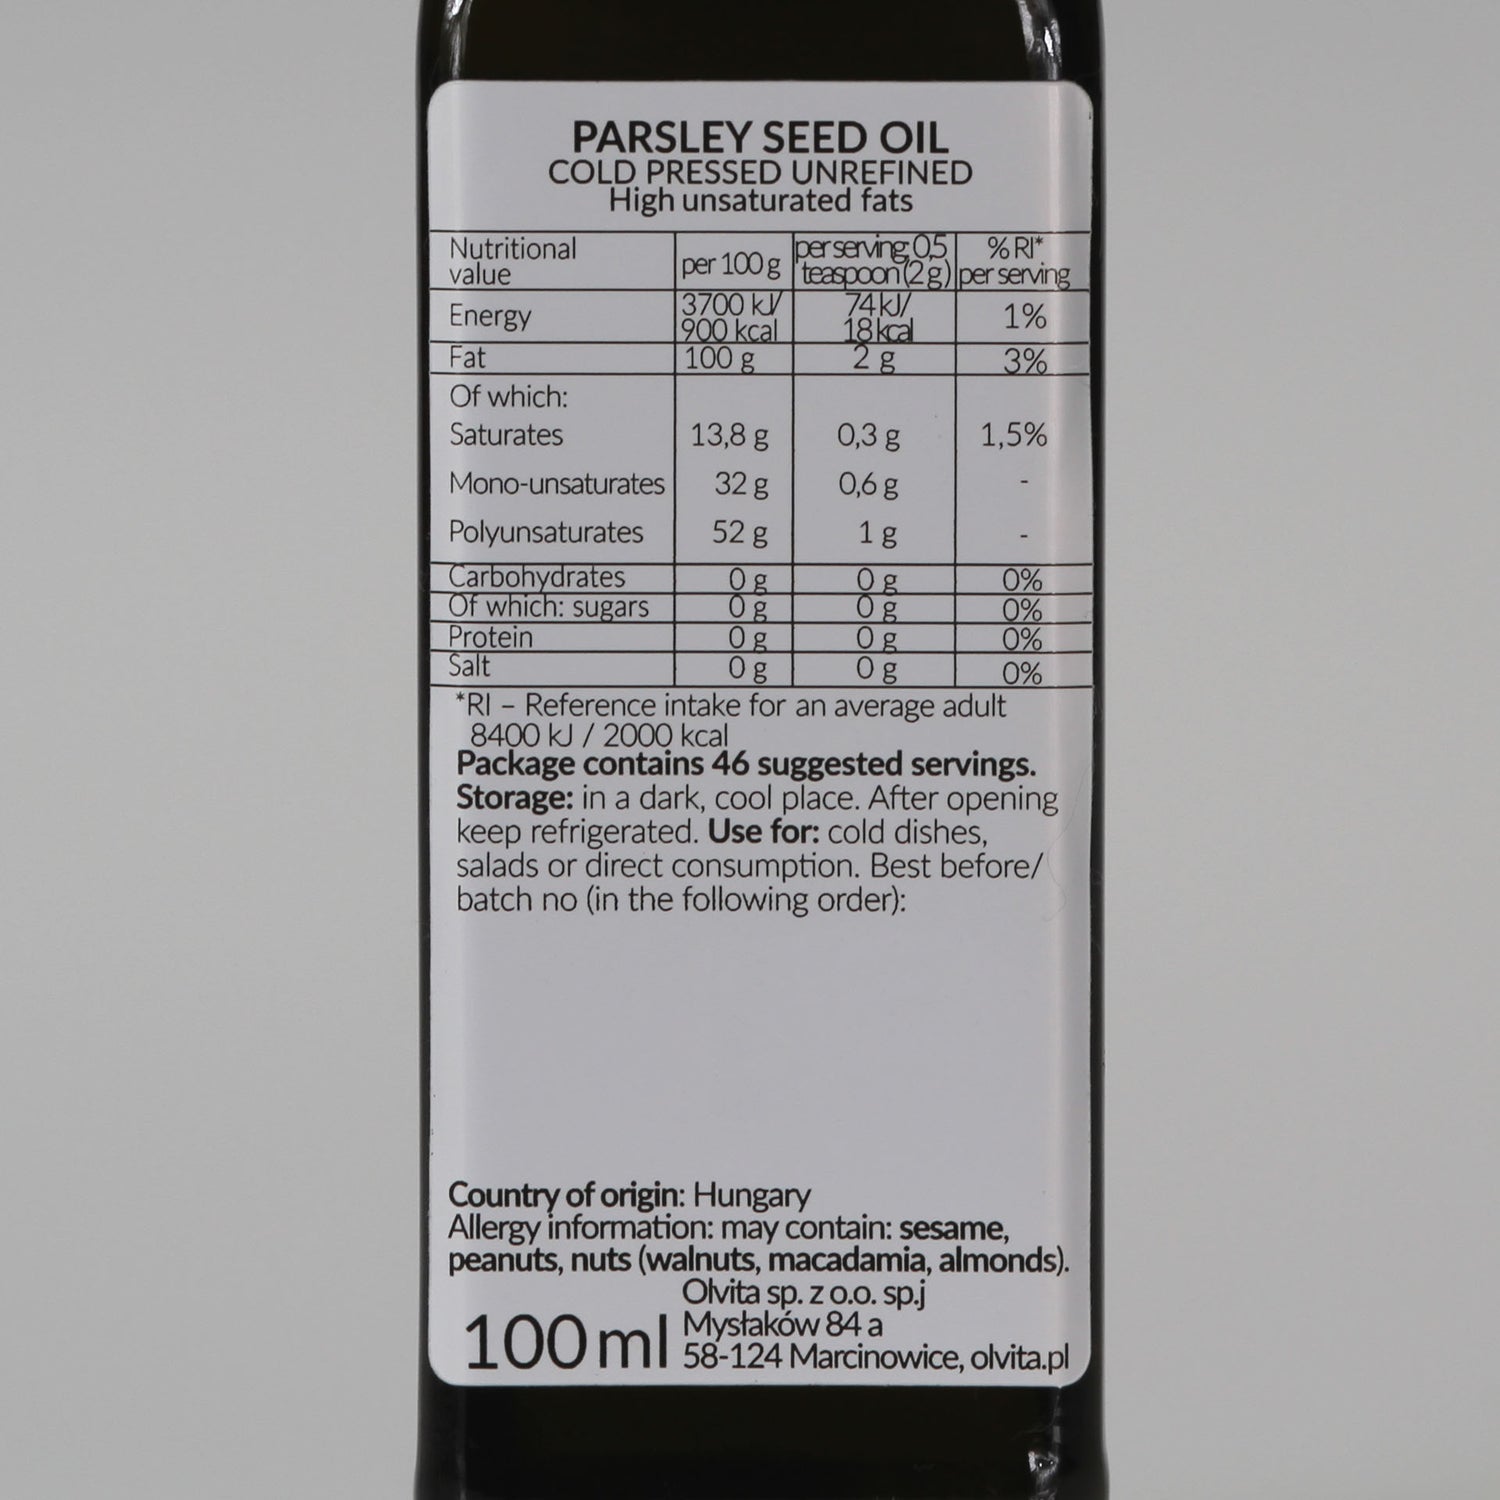 PARSLEY SEED OIL
COLD PRESSED UNREFINED
High unsaturated fats
Nutritional value per 100 g per serving 0,5 teaspoon (2 g) % RI* per serving
Energy 3700 kJ/ 900 kcal 74 kJ/ 18 kcal 1%
Fat 100 g 2 g 3%
Of which:
Saturates 13,8 g 0,3 g 1,5%
Mono-unsaturates 32 g 0,6 g -
Polyunsaturates 52 g 1 g -
Carbohydrates 0 g 0 g 0%
Of which: sugars 0 g 0 g 0%
Protein 0 g 0 g 0%
Salt 0 g 0 g 0%
*RI – Reference intake for an average adult
8400 kJ / 2000 kcal
Package contains 46 suggested servings.
Storage: in a dark, cool place. After opening
keep refrigerated. Use for: cold dishes,
salads or direct consumption. Best before/
batch no (in the following order):
Country of origin: Hungary
Allergy information: may contain: sesame,
peanuts, nuts (walnuts, macadamia, almonds).
100 ml
Olvita sp. z o.o. sp.j
Mysłaków 84 a
58-124 Marcinowice, olvita.pl